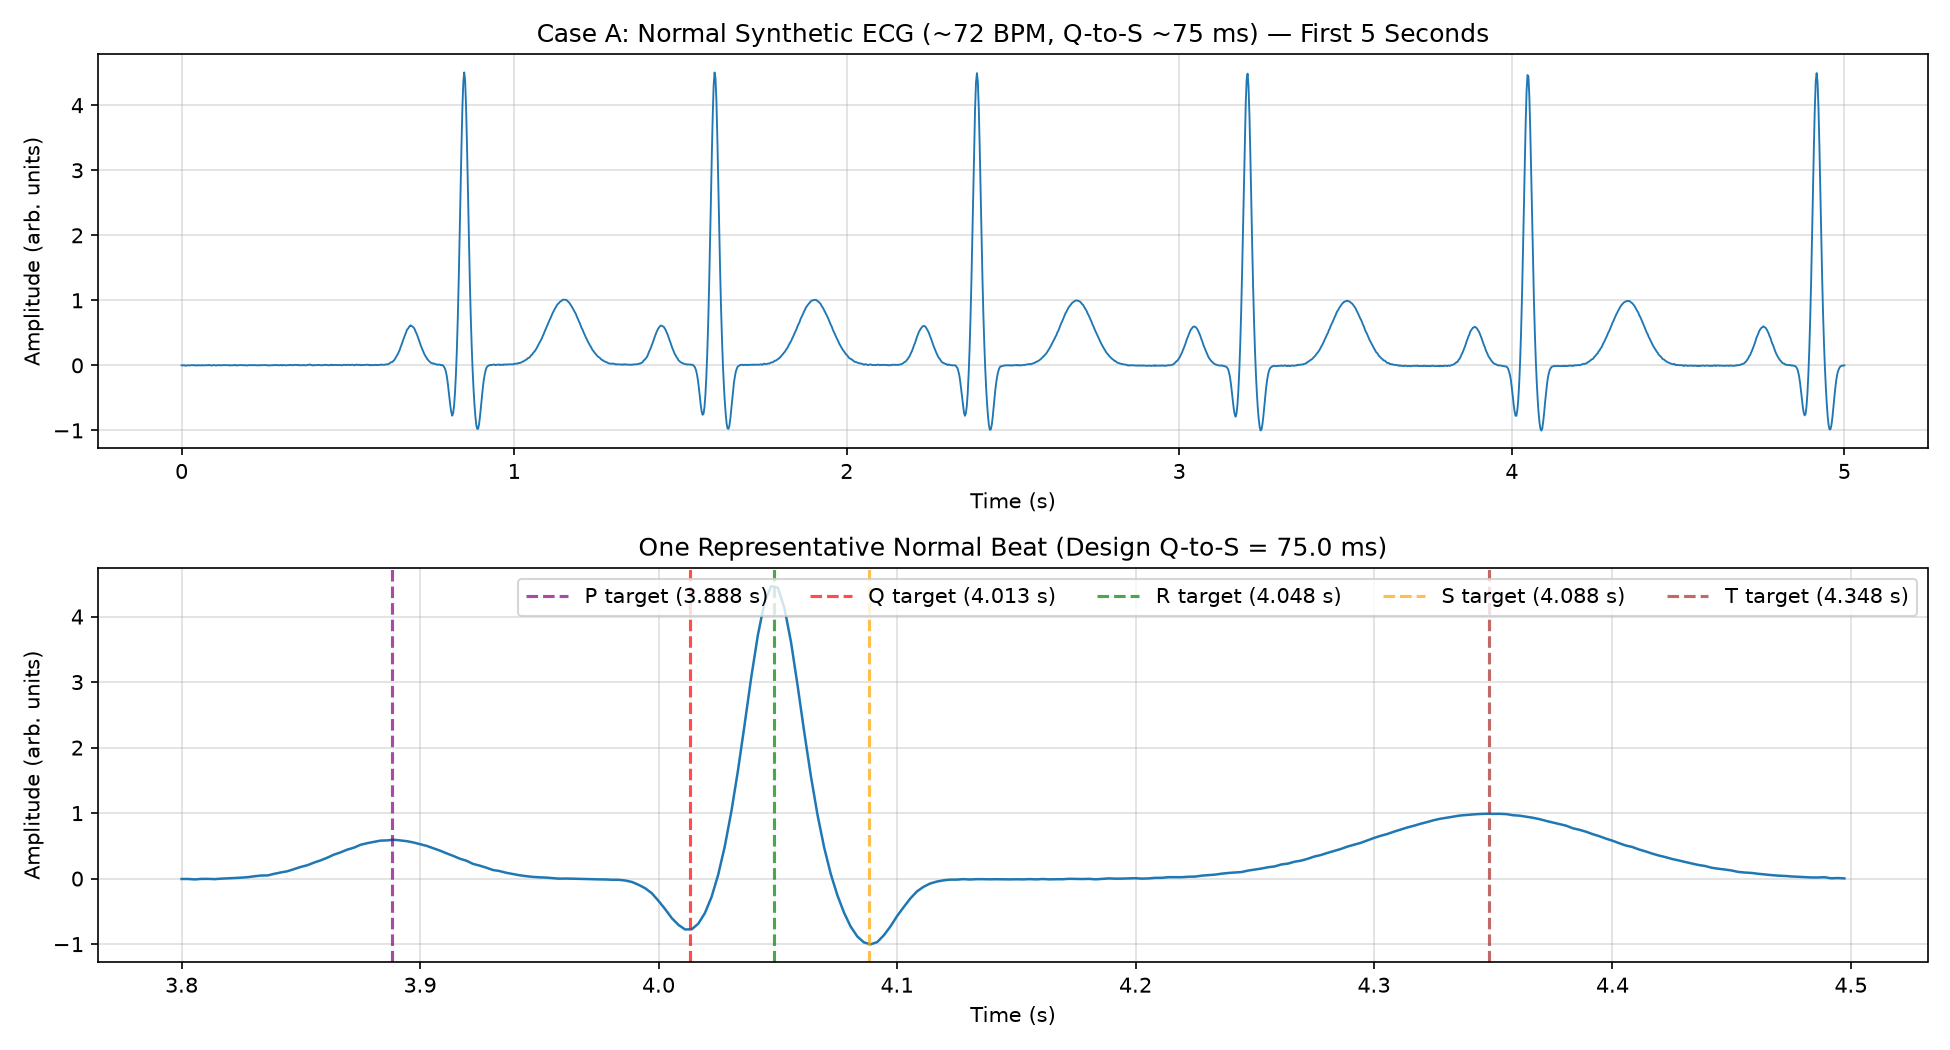 Case A: Normal Synthetic ECG (~72 BPM, Q-to-S ~75 ms) — First 5 Seconds
Amplitude (arb. units)
4
3
2
1
0
−1
0 1 2 3 4 5
Time (s)
One Representative Normal Beat (Design Q-to-S = 75.0 ms)
P target (3.888 s) Q target (4.013 s) R target (4.048 s) S target (4.088 s) T target (4.348 s)
Amplitude (arb. units)
4
3
2
1
0
−1
3.8 3.9 4.0 4.1 4.2 4.3 4.4 4.5
Time (s)